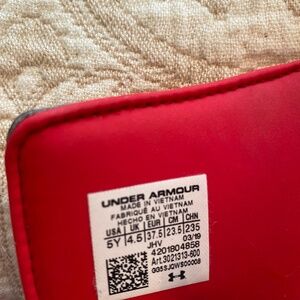 UNDER ARMOUR
MADE IN VIETNAM
FABRIQUÉ AU VIETNAM
HECHO EN VIETNAM
USA UK EUR CM CHN
5Y 4.5 37.5 23.5 235
JHV 03/19
4201804858
Art.3021313-600